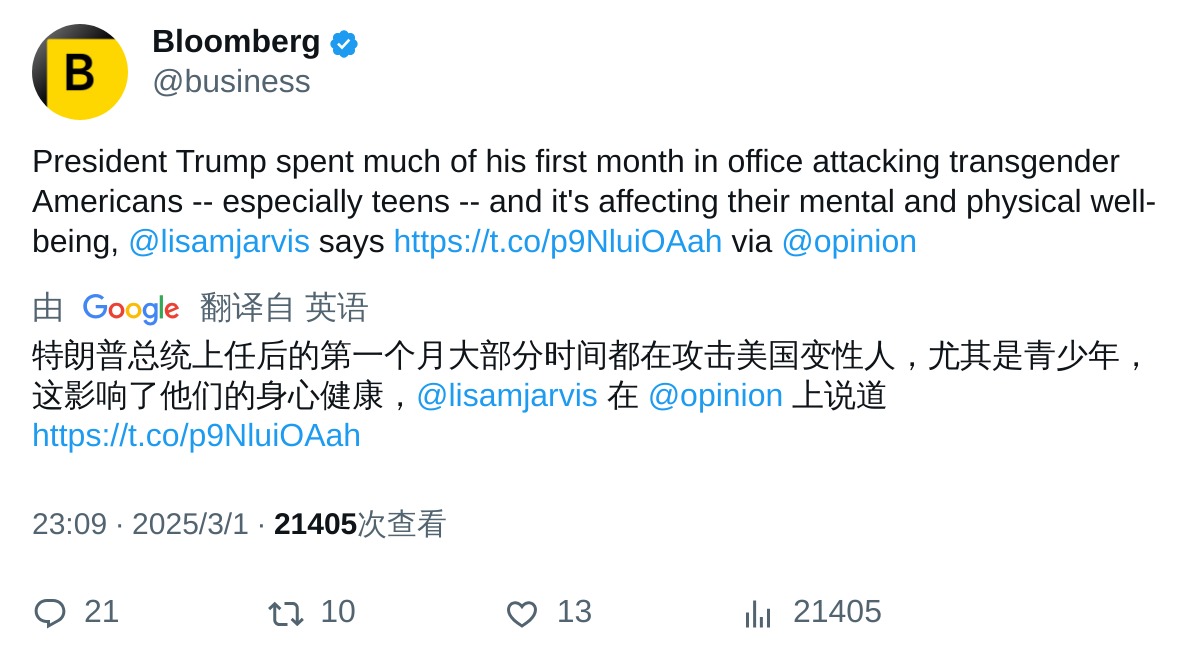 B
Bloomberg
@business
President Trump spent much of his first month in office attacking transgender
Americans -- especially teens -- and it's affecting their mental and physical well-
being, @lisamjarvis says https://t.co/p9NluiOAah via @opinion
由 Google 翻译自 英语
特朗普总统上任后的第一个月大部分时间都在攻击美国变性人，尤其是青少年，
这影响了他们的身心健康，@lisamjarvis 在 @opinion 上说道
https://t.co/p9NluiOAah
23:09 · 2025/3/1 · 21405次查看
21 10 13 21405